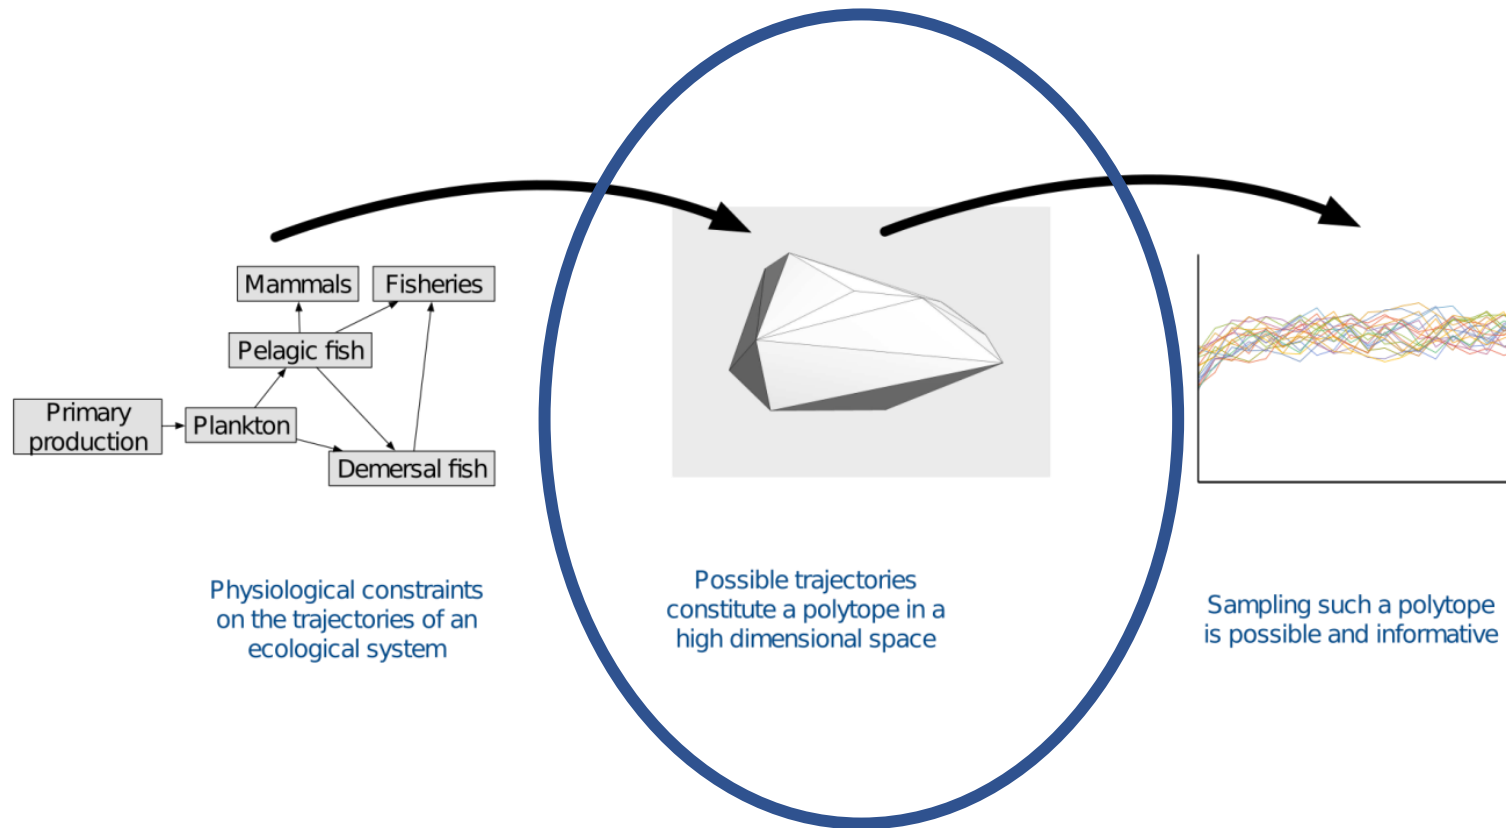 Mammals
Fisheries
Pelagic fish
Primary
production
Plankton
Demersal fish
Physiological constraints
on the trajectories of an
ecological system
Possible trajectories
constitute a polytope in a
high dimensional space
Sampling such a polytope
is possible and informative